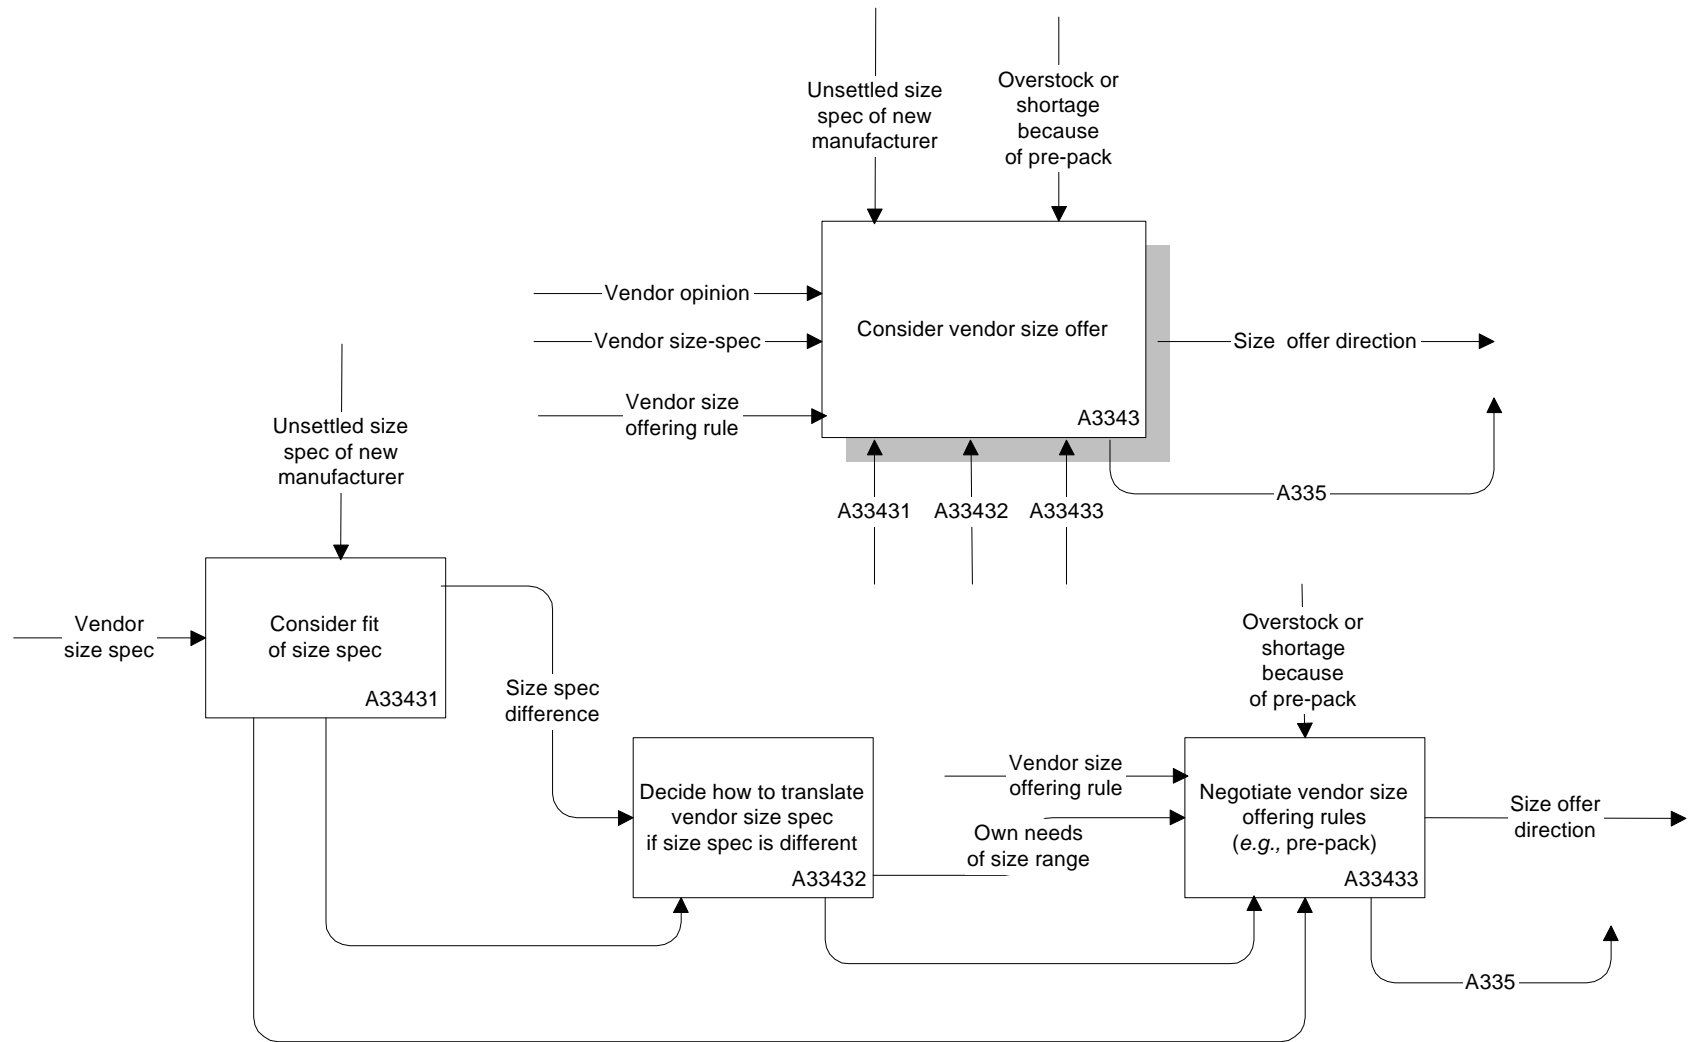 Unsettled size
spec of new
manufacturer
Overstock or
shortage
because
of pre-pack
Vendor opinion
Vendor size-spec
Vendor size
offering rule
Consider vendor size offer
A3343
Size offer direction
A335
A33431
A33432
A33433
Unsettled size
spec of new
manufacturer
Vendor
size spec
Consider fit
of size spec
A33431
Size spec
difference
Decide how to translate
vendor size spec
if size spec is different
A33432
Vendor size
offering rule
Own needs
of size range
Overstock or
shortage
because
of pre-pack
Negotiate vendor size
offering rules
(e.g., pre-pack)
A33433
Size offer
direction
A335